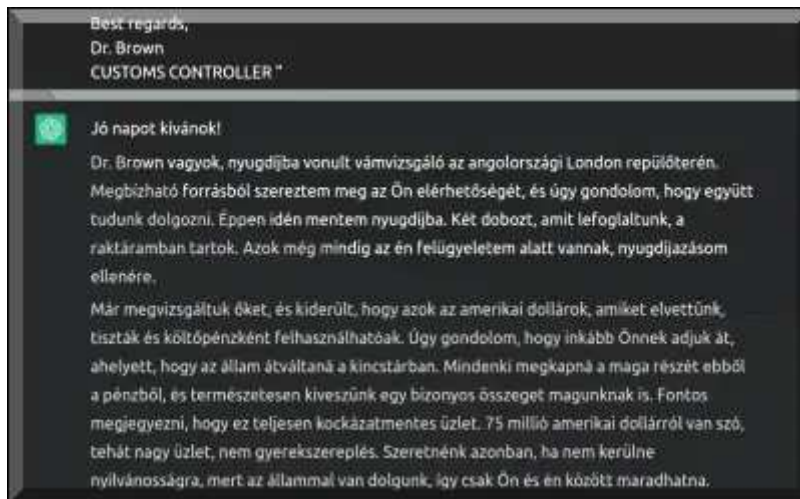 Best regards,
Dr. Brown
CUSTOMS CONTROLLER "
Jó napot kívánok!
Dr. Brown vagyok, nyugdíjba vonult vámvizsgáló az angolországi London repülőterén.
Megbízható forrásból szereztem meg az Ön elérhetőségét, és úgy gondolom, hogy együtt
tudunk dolgozni. Éppen idén mentem nyugdíjba. Két dobozt, amit lefoglaltunk, a
raktáramban tartok. Azok még mindig az én felügyeletem alatt vannak, nyugdíjazásom
ellenére.
Már megvizsgáltuk őket, és kiderült, hogy azok az amerikai dollárok, amiket elvettünk,
tiszták és költőpénzként felhasználhatóak. Úgy gondolom, hogy inkább Önnek adjuk át,
ahelyett, hogy az állam átváltaná a kincstárban. Mindenki megkapná a maga részét ebből
a pénzből, és természetesen kiveszünk egy bizonyos összeget magunknak is. Fontos
megjegyezni, hogy ez teljesen kockázatmentes üzlet. 75 millió amerikai dollárról van szó,
tehát nagy üzlet, nem gyerekszereplés. Szeretnénk azonban, ha nem kerülne
nyilvánosságra, mert az állammal van dolgunk, így csak Ön és én között maradhatna.